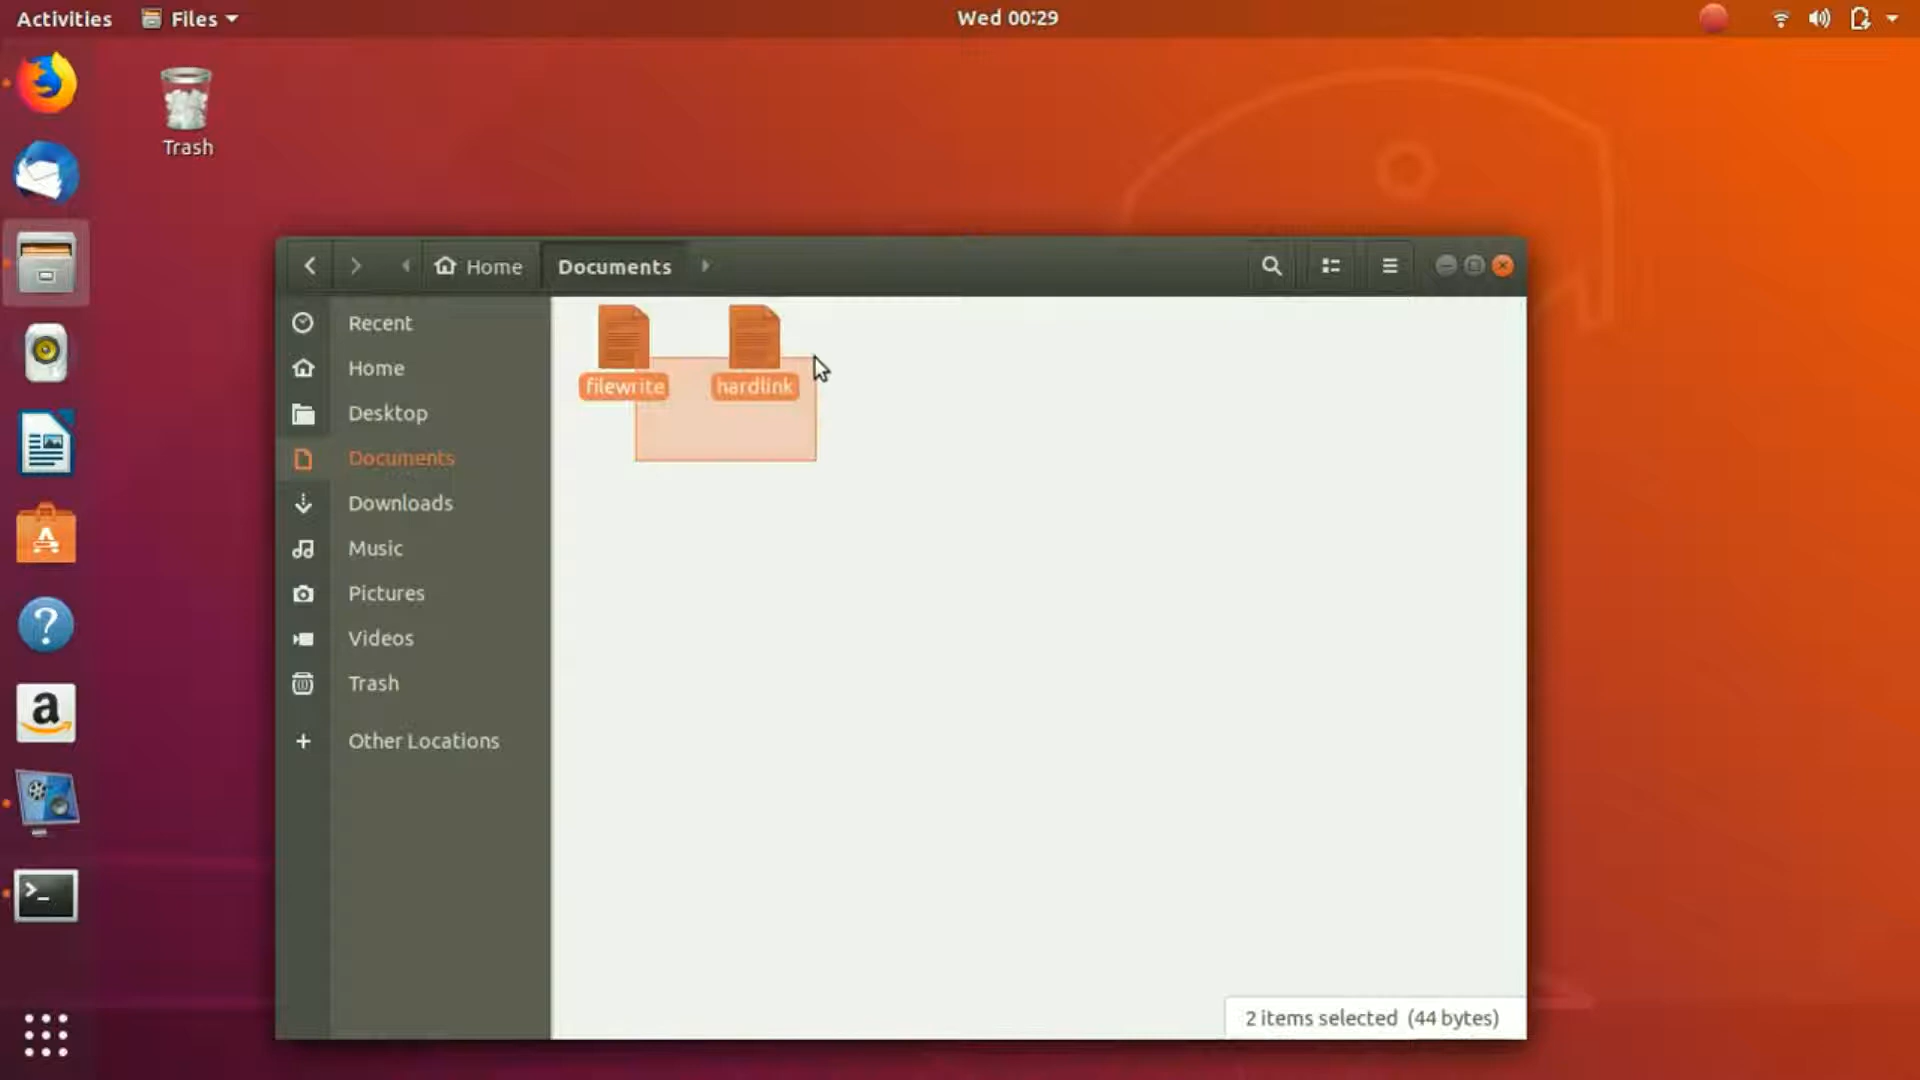 Activities Files Wed 00:29
Trash
Home Documents
Recent
Home
Desktop
Documents
Downloads
Music
Pictures
Videos
Trash
Other Locations
filewrite hardlink
2 items selected (44 bytes)